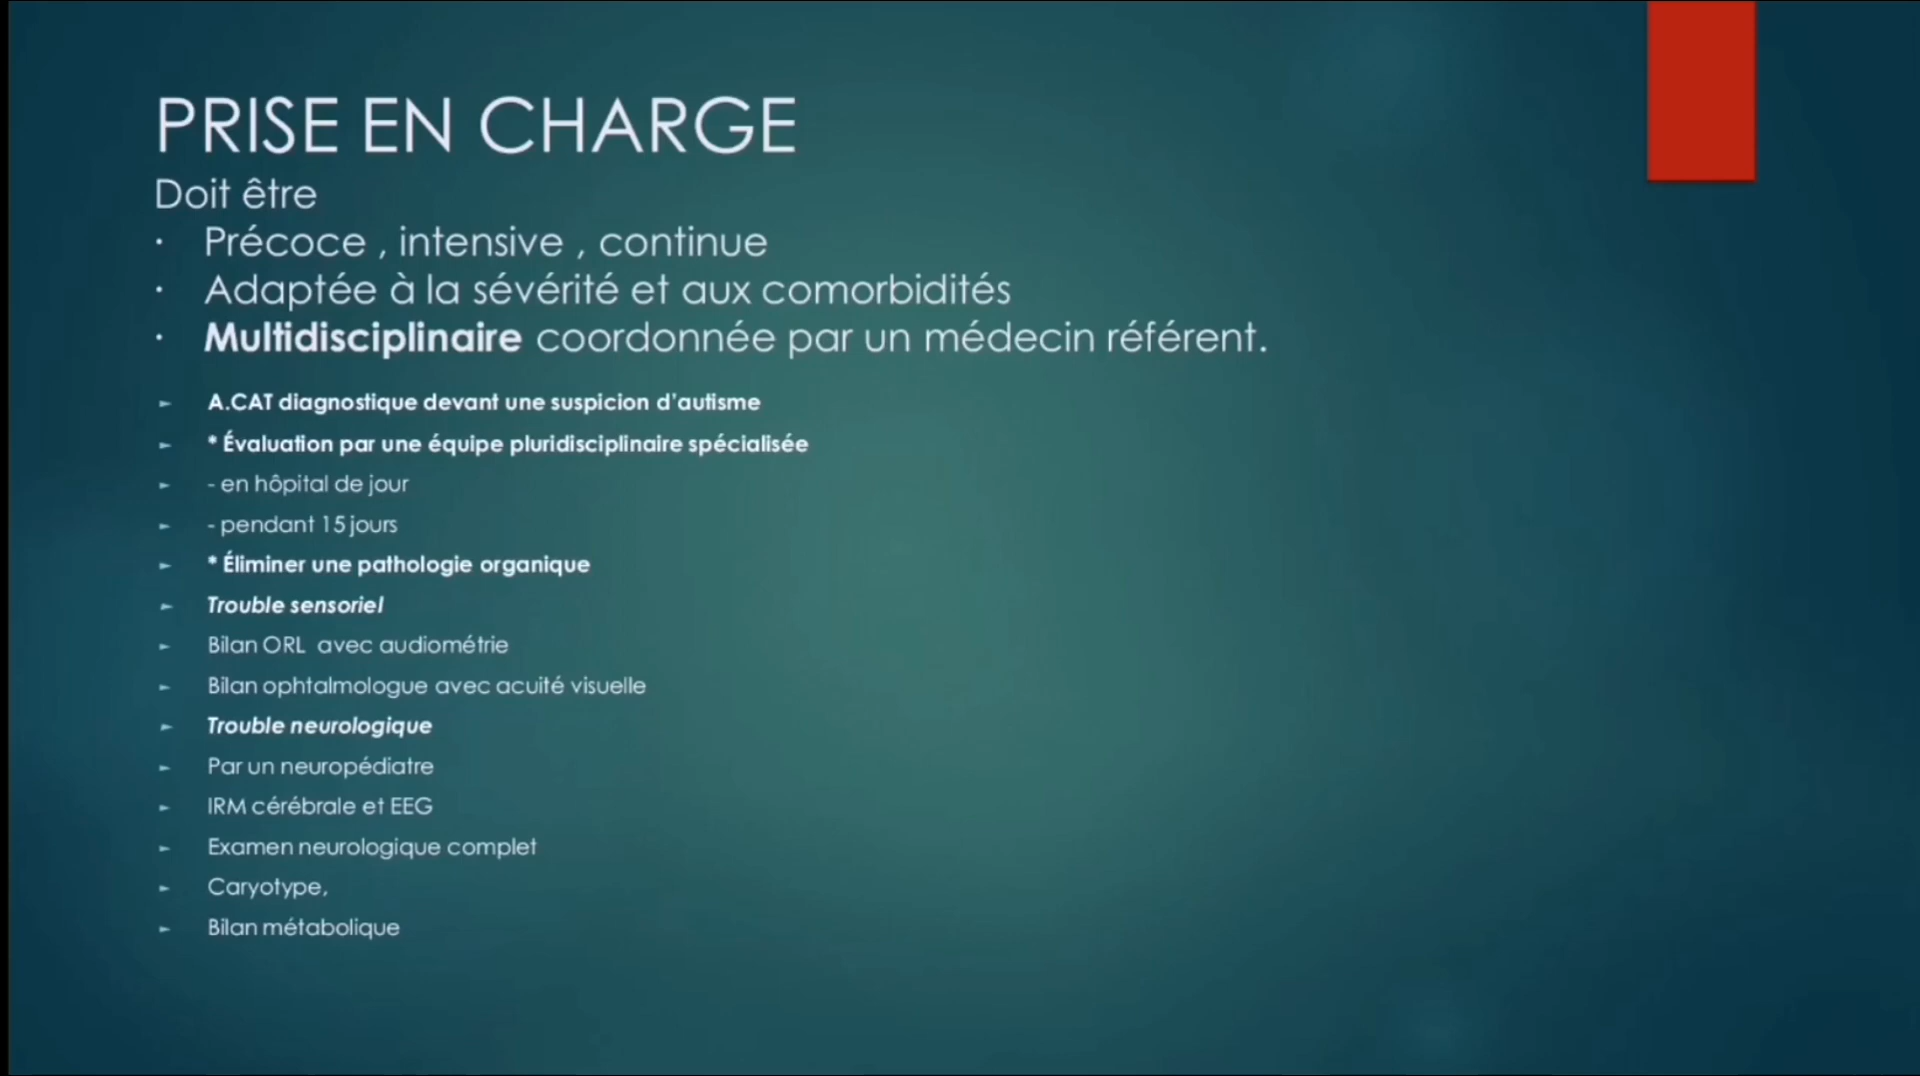 PRISE EN CHARGE
Doit être
· Précoce , intensive , continue
· Adaptée à la sévérité et aux comorbidités
· Multidisciplinaire coordonnée par un médecin référent.
► A.CAT diagnostique devant une suspicion d'autisme
► * Évaluation par une équipe pluridisciplinaire spécialisée
► - en hôpital de jour
► - pendant 15 jours
► * Éliminer une pathologie organique
► Trouble sensoriel
► Bilan ORL avec audiométrie
► Bilan ophtalmologue avec acuité visuelle
► Trouble neurologique
► Par un neuropédiatre
► IRM cérébrale et EEG
► Examen neurologique complet
► Caryotype,
► Bilan métabolique